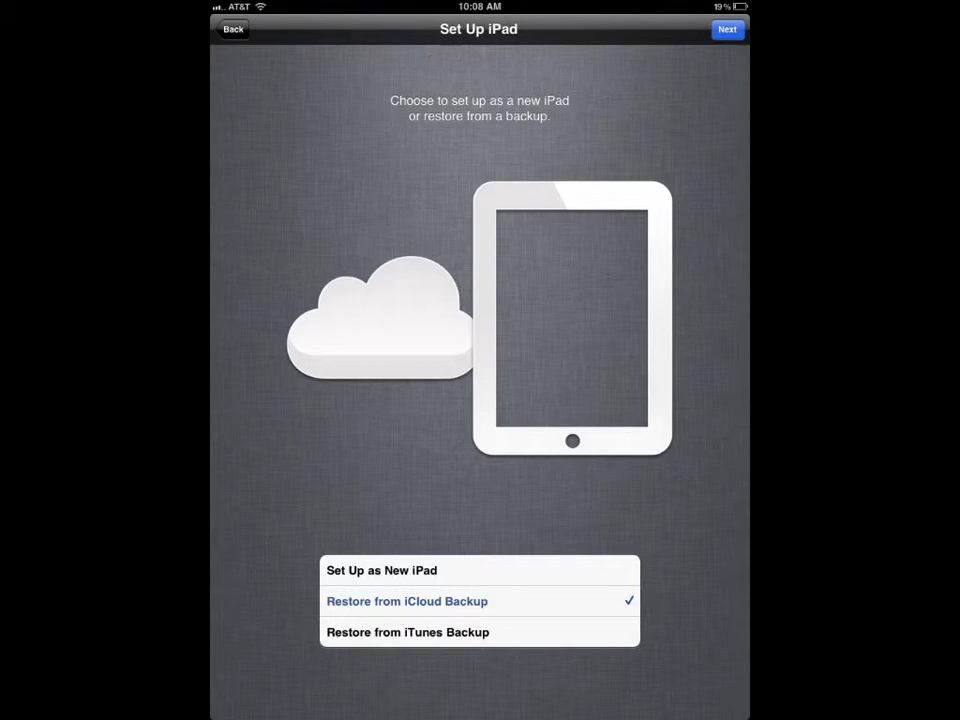 AT&T 10:08 AM 19%
Back Set Up iPad Next
Choose to set up as a new iPad
or restore from a backup.
Set Up as New iPad
Restore from iCloud Backup
Restore from iTunes Backup